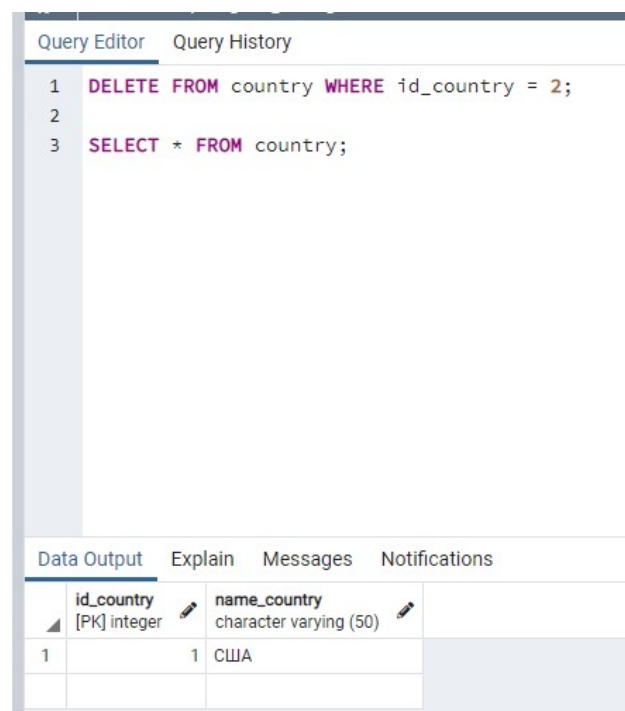 Query Editor Query History
1 DELETE FROM country WHERE id_country = 2;
2
3 SELECT * FROM country;
Data Output Explain Messages Notifications
id_country name_country
[PK] integer character varying (50)
1 1 США